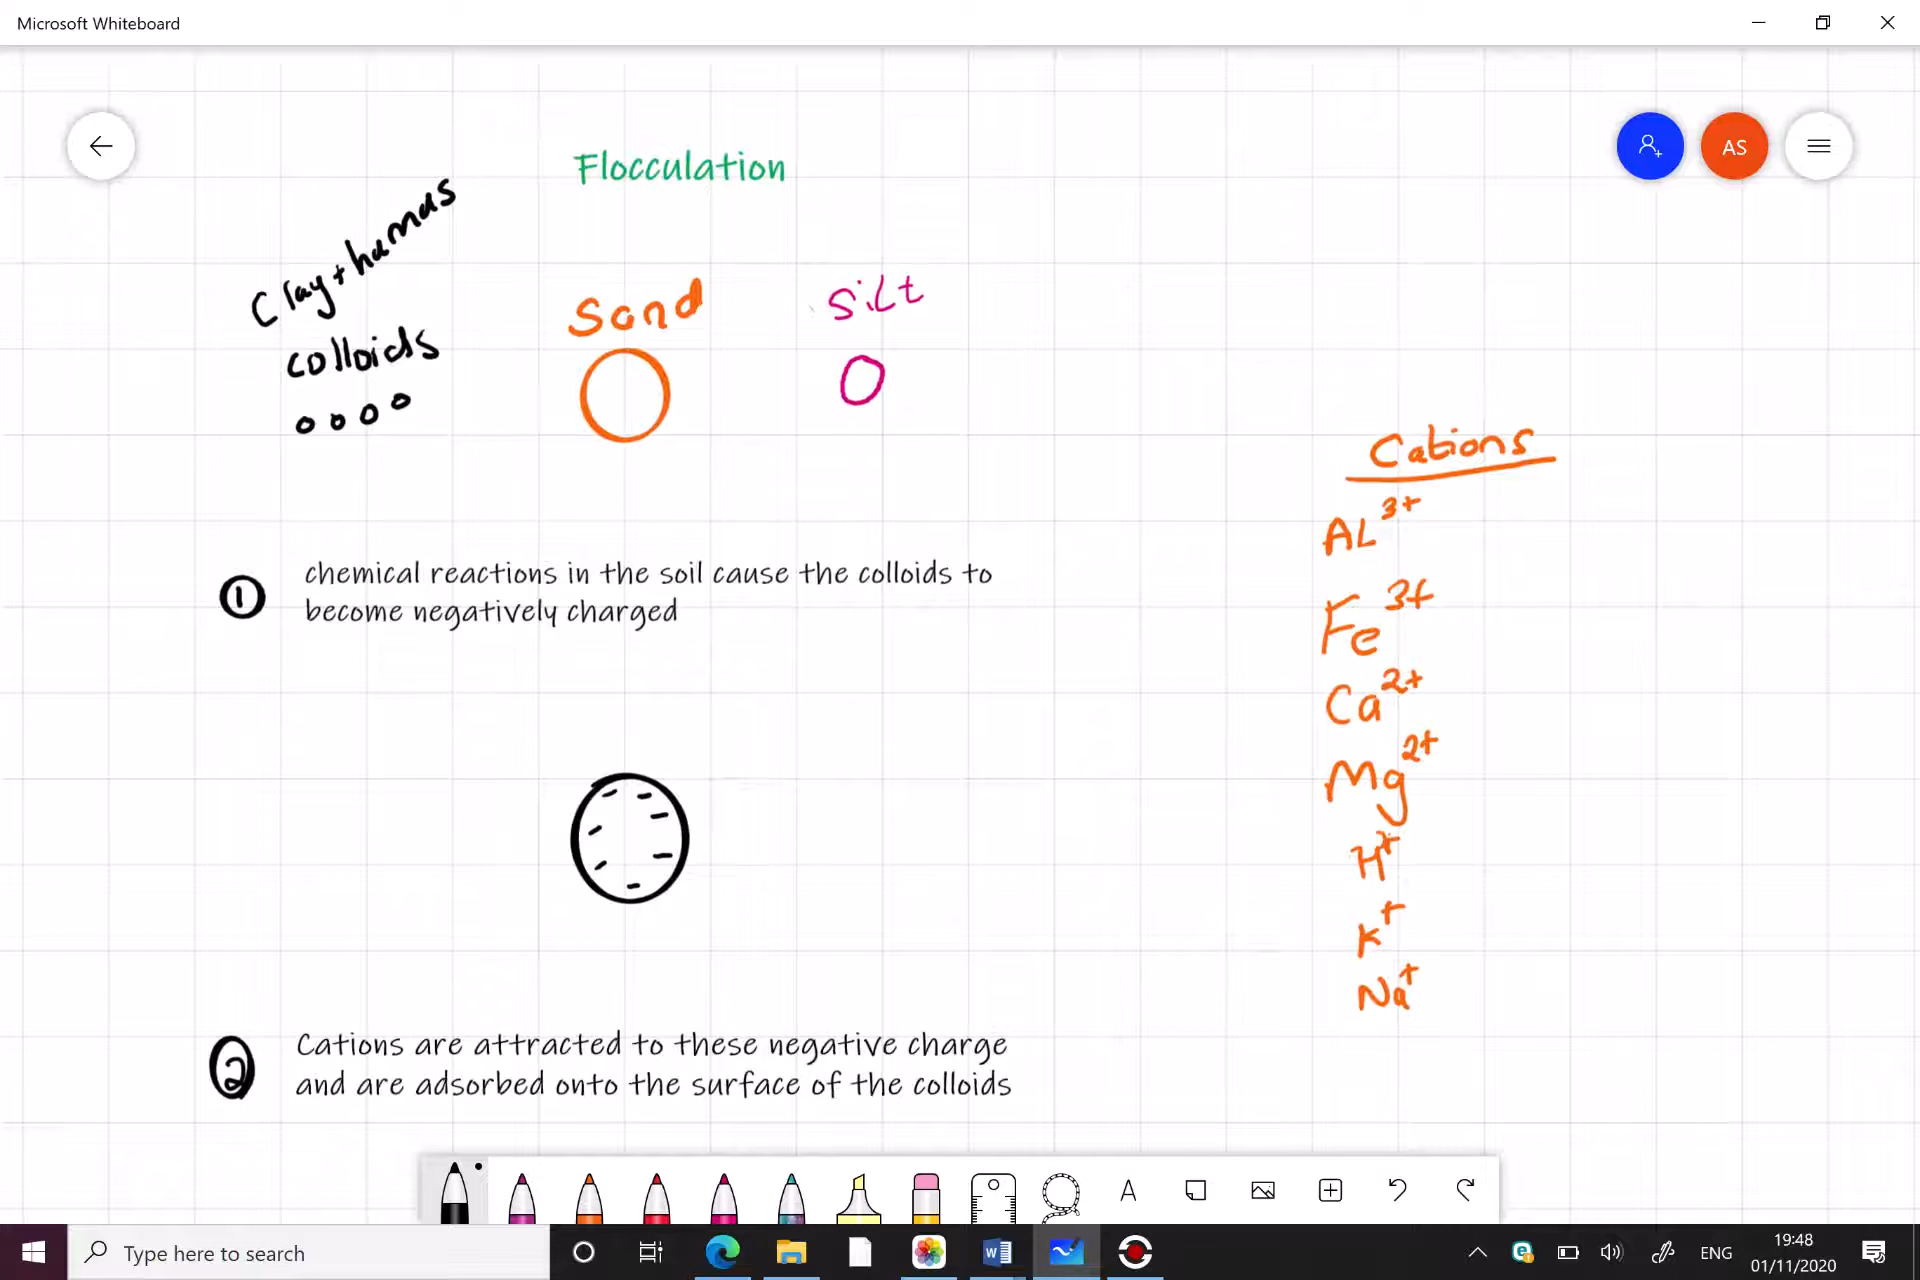 Microsoft Whiteboard
AS
Flocculation
Clay + humas
colloids
Sand
Silt
Cations
AL3+
Fe3+
Ca2+
Mg2+
H+
K+
Na+
1 chemical reactions in the soil cause the colloids to
become negatively charged
2 Cations are attracted to these negative charge
and are adsorbed onto the surface of the colloids
A
Type here to search
ENG
19:48
01/11/2020